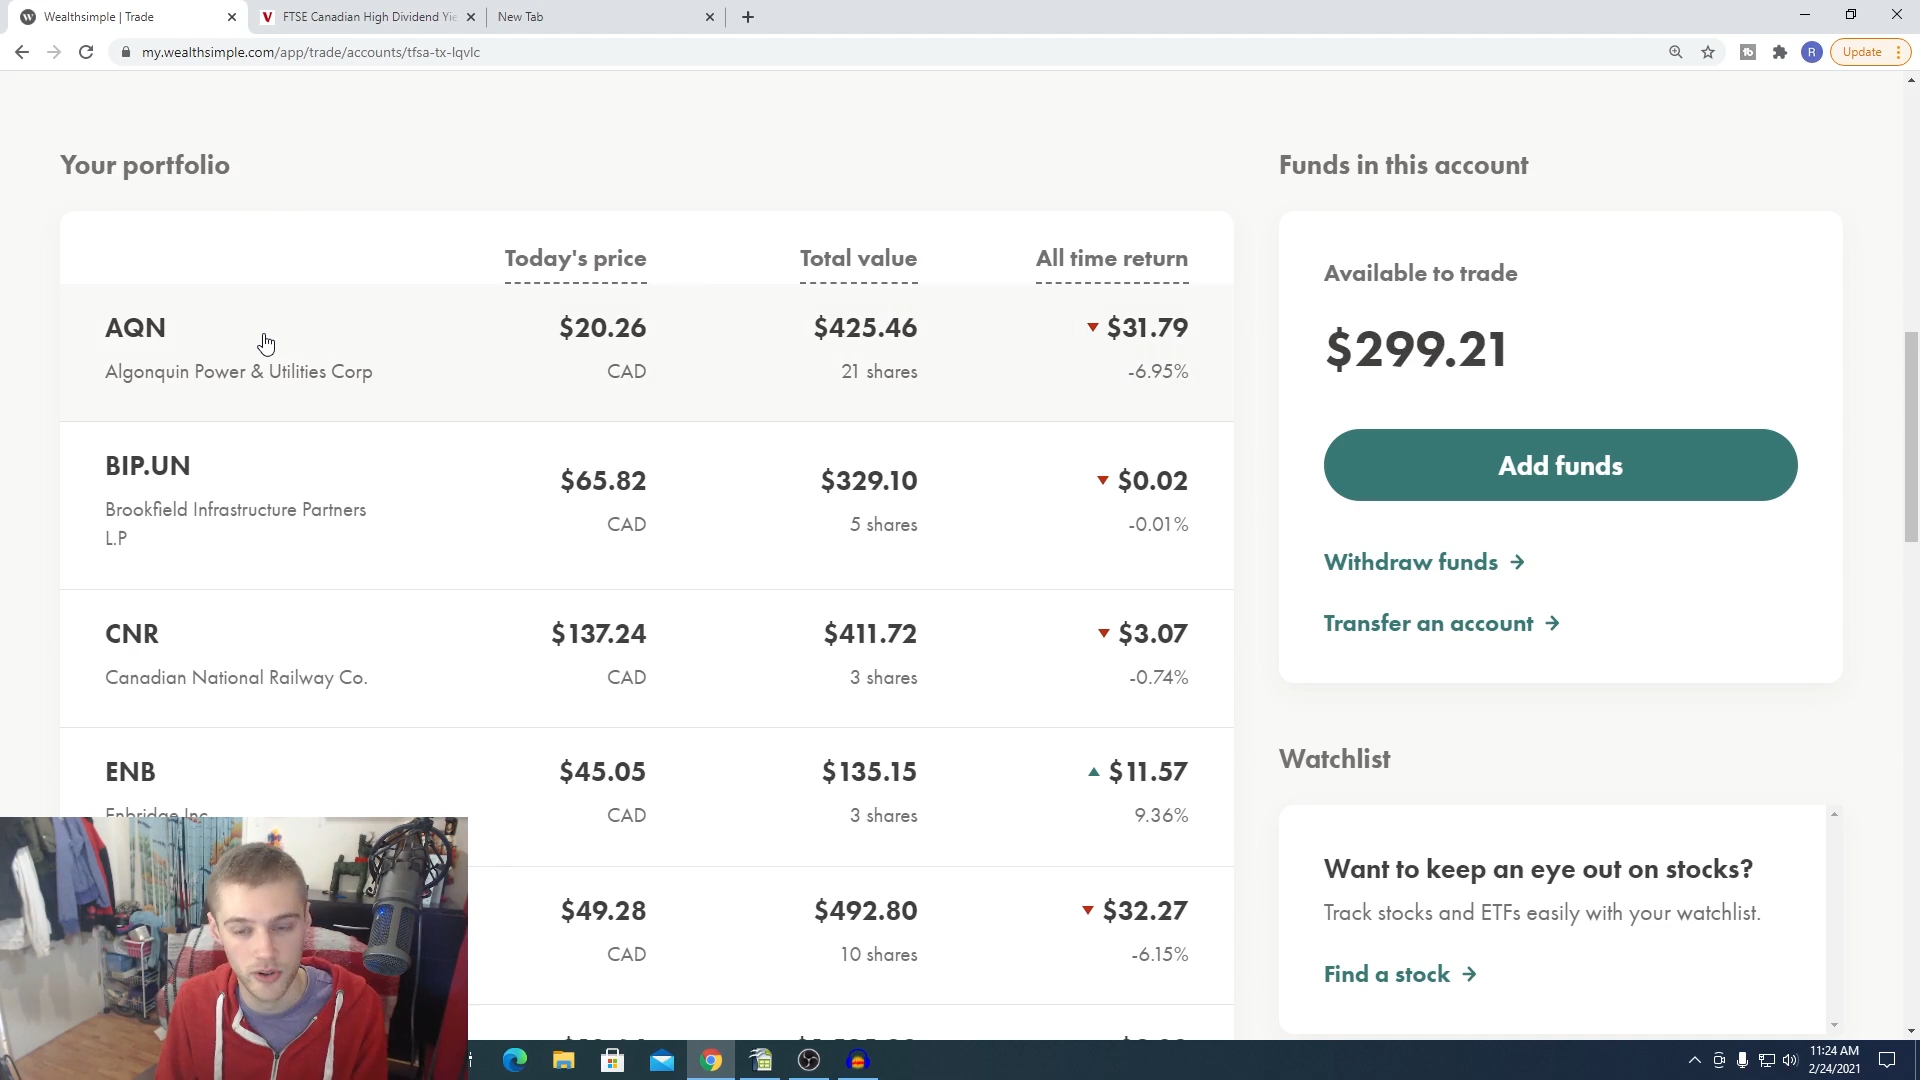 Wealthsimple | Trade
FTSE Canadian High Dividend Yie
New Tab
my.wealthsimple.com/app/trade/accounts/tfsa-tx-lqvlc
R
Update
Your portfolio
Funds in this account
Today's price Total value All time return
AQN $20.26 $425.46 $31.79
Algonquin Power & Utilities Corp CAD 21 shares -6.95%
BIP.UN $65.82 $329.10 $0.02
Brookfield Infrastructure Partners CAD 5 shares -0.01%
L.P
CNR $137.24 $411.72 $3.07
Canadian National Railway Co. CAD 3 shares -0.74%
ENB $45.05 $135.15 $11.57
Enbridge Inc CAD 3 shares 9.36%
$49.28 $492.80 $32.27
CAD 10 shares -6.15%
Available to trade
$299.21
Add funds
Withdraw funds
Transfer an account
Watchlist
Want to keep an eye out on stocks?
Track stocks and ETFs easily with your watchlist.
Find a stock
11:24 AM
2/24/2021